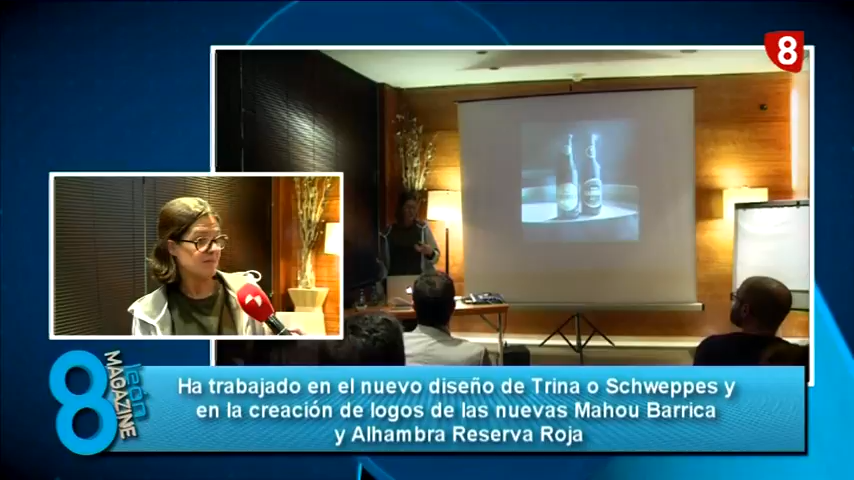 8
8
león
MAGAZINE
Ha trabajado en el nuevo diseño de Trina o Schweppes y
en la creación de logos de las nuevas Mahou Barrica
y Alhambra Reserva Roja